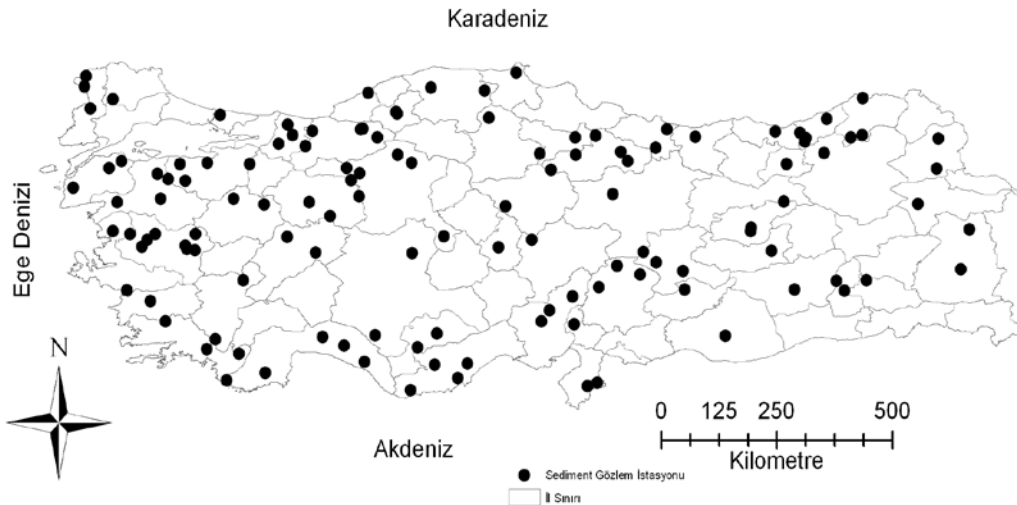 Karadeniz
Ege Denizi
N
0 125 250 500
Kilometre
Akdeniz
Sediment Gözlem İstasyonu
İl Sınırı